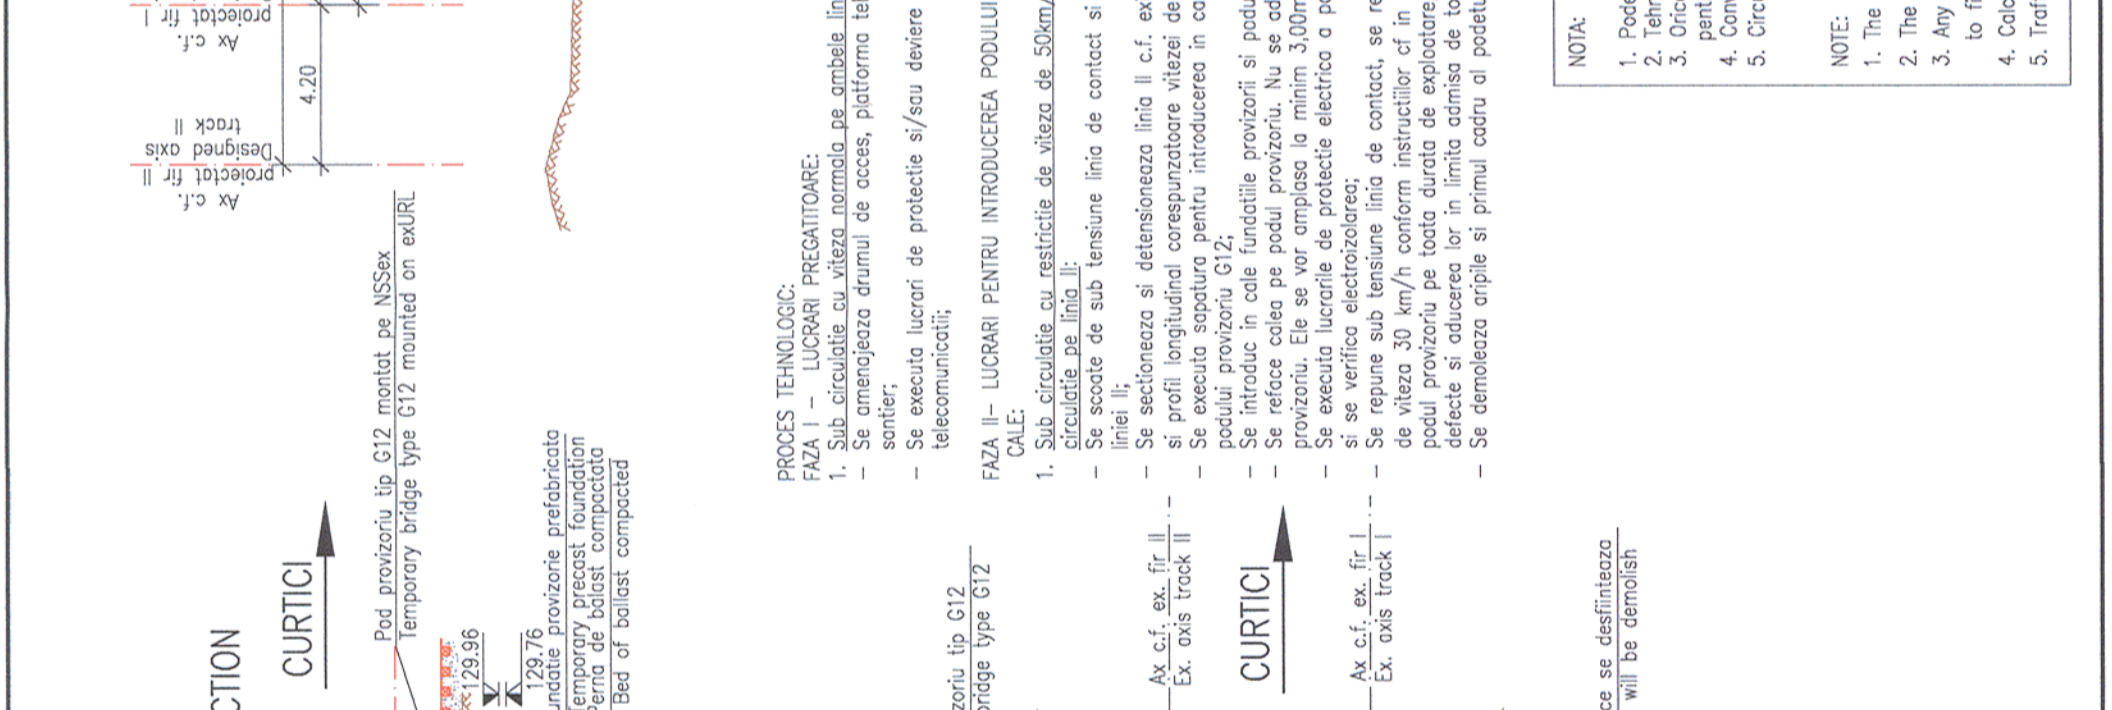 Ax c.f.
proiectat fir I
4.20
Ax c.f.
proiectat fir II
Designed axis
track II
CTION
CURTICI
Pod provizoriu tip G12 montat pe NSSex
Temporary bridge type G12 mounted on exURL
129.96
129.76
undatie provizorie prefabricata
Temporary precast foundation
Perna de balast compactata
Bed of ballast compacted
PROCES TEHNOLOGIC:
FAZA I – LUCRARI PREGATITOARE:
1. Sub circulatie cu viteza normala pe ambele lin
– Se amenajeaza drumul de acces, platforma te
santier;
– Se executa lucrari de protectie si/sau deviere
telecomunicatii;
FAZA II– LUCRARI PENTRU INTRODUCEREA PODULUI
CALE:
1. Sub circulatie cu restrictie de viteza de 50km/
circulatie pe linia II:
– Se scoate de sub tensiune linia de contact si
liniei II;
– Se sectioneaza si detensioneaza linia II c.f. ex
si profil longitudinal corespunzatoare vitezei de
– Se executa sapatura pentru introducerea in ca
podului provizoriu G12;
– Se introduc in cale fundatiile provizorii si podu
– Se reface calea pe podul provizoriu. Nu se ad
provizoriu. Ele se vor amplasa la minim 3,00m
– Se executa lucrarile de protectie electrica a po
si se verifica electroizolarea;
– Se repune sub tensiune linia de contact, se re
de viteza 30 km/h conform instructiilor cf in
podul provizoriu pe toata durata de exploatare,
defecte si aducerea lor in limita admisa de to
– Se demoleaza aripile si primul cadru al podetu
zoriu tip G12
bridge type G12
Ax c.f. ex. fir II
Ex. axis track II
CURTICI
Ax c.f. ex. fir I
Ex. axis track I
ce se desfiinteaza
will be demolish
NOTA:
1. Pode
2. Tehn
3. Oric
pent
4. Conv
5. Circu
NOTE:
1. The
2. The
3. Any
to fi
4. Calc
5. Traf